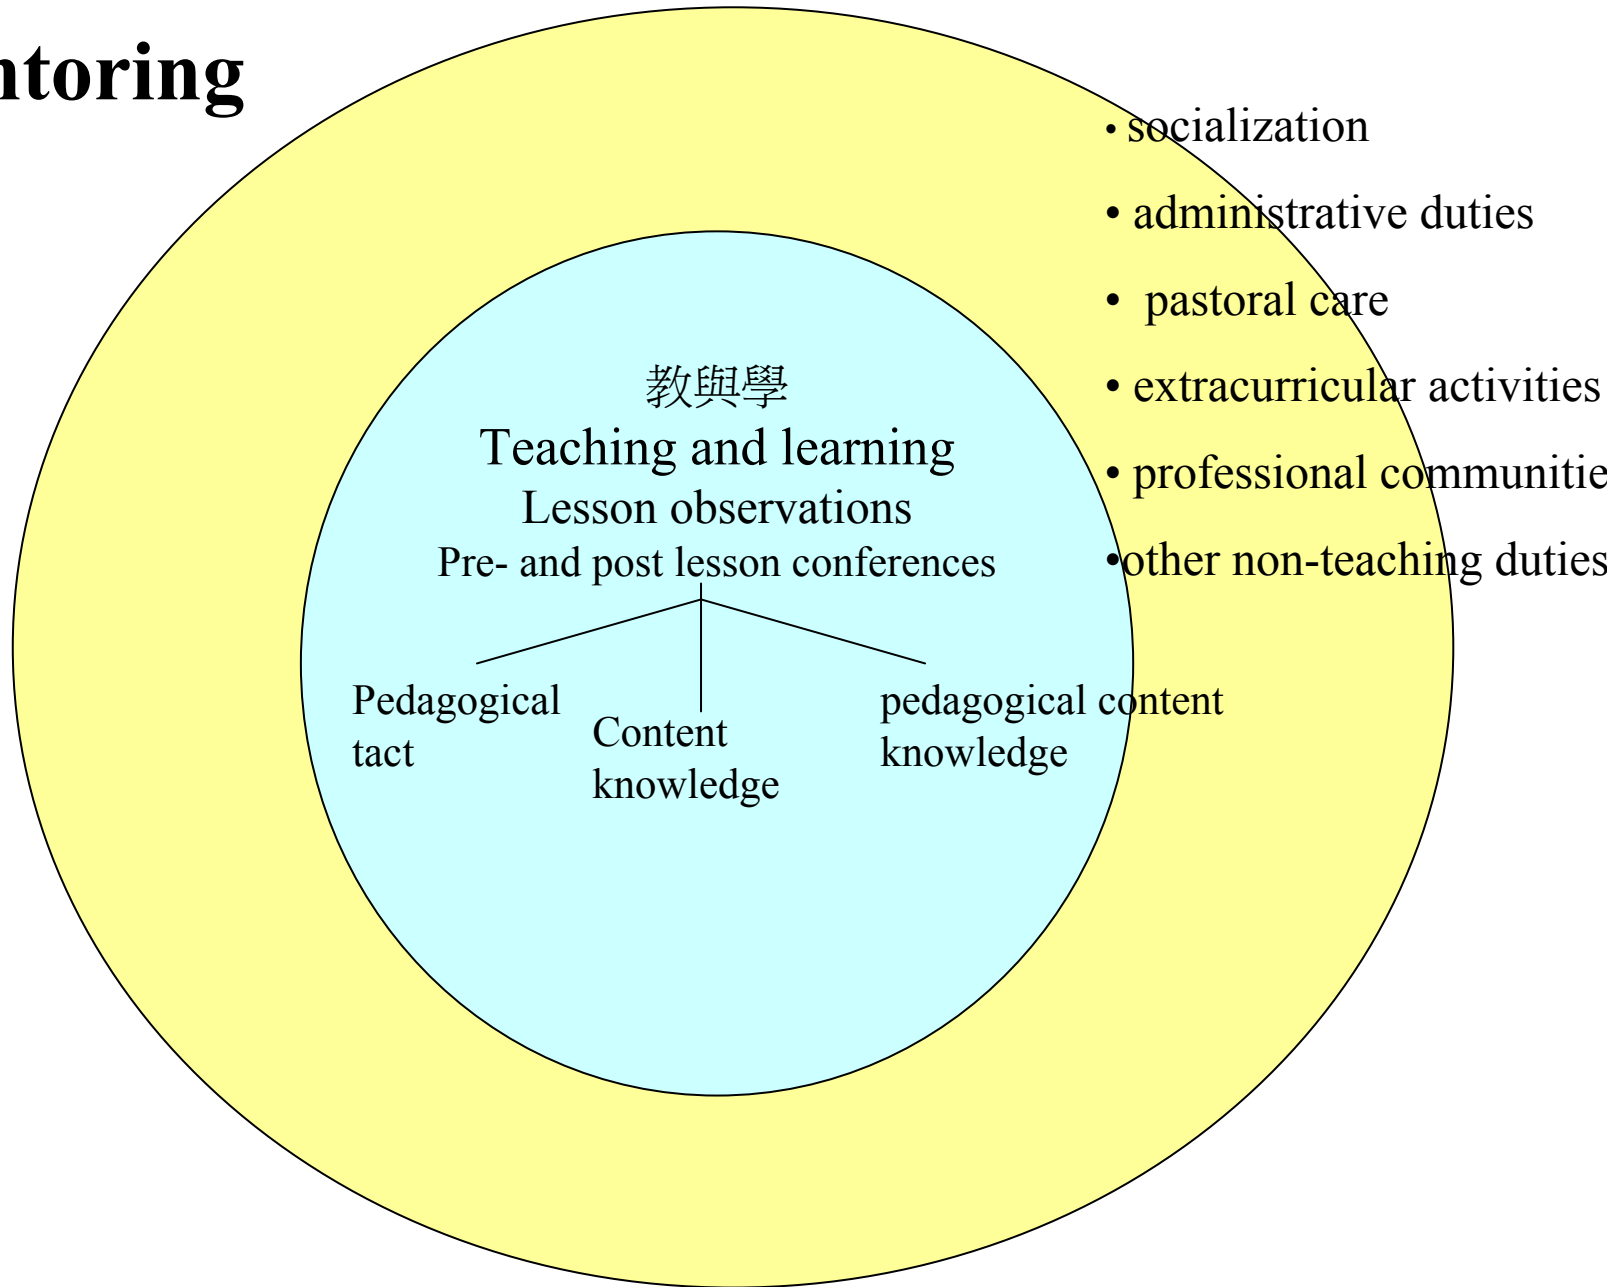 ntoring
• socialization
• administrative duties
• pastoral care
• extracurricular activities
• professional communitie
•other non-teaching duties
教與學
Teaching and learning
Lesson observations
Pre- and post lesson conferences
Pedagogical
tact
Content
knowledge
pedagogical content
knowledge